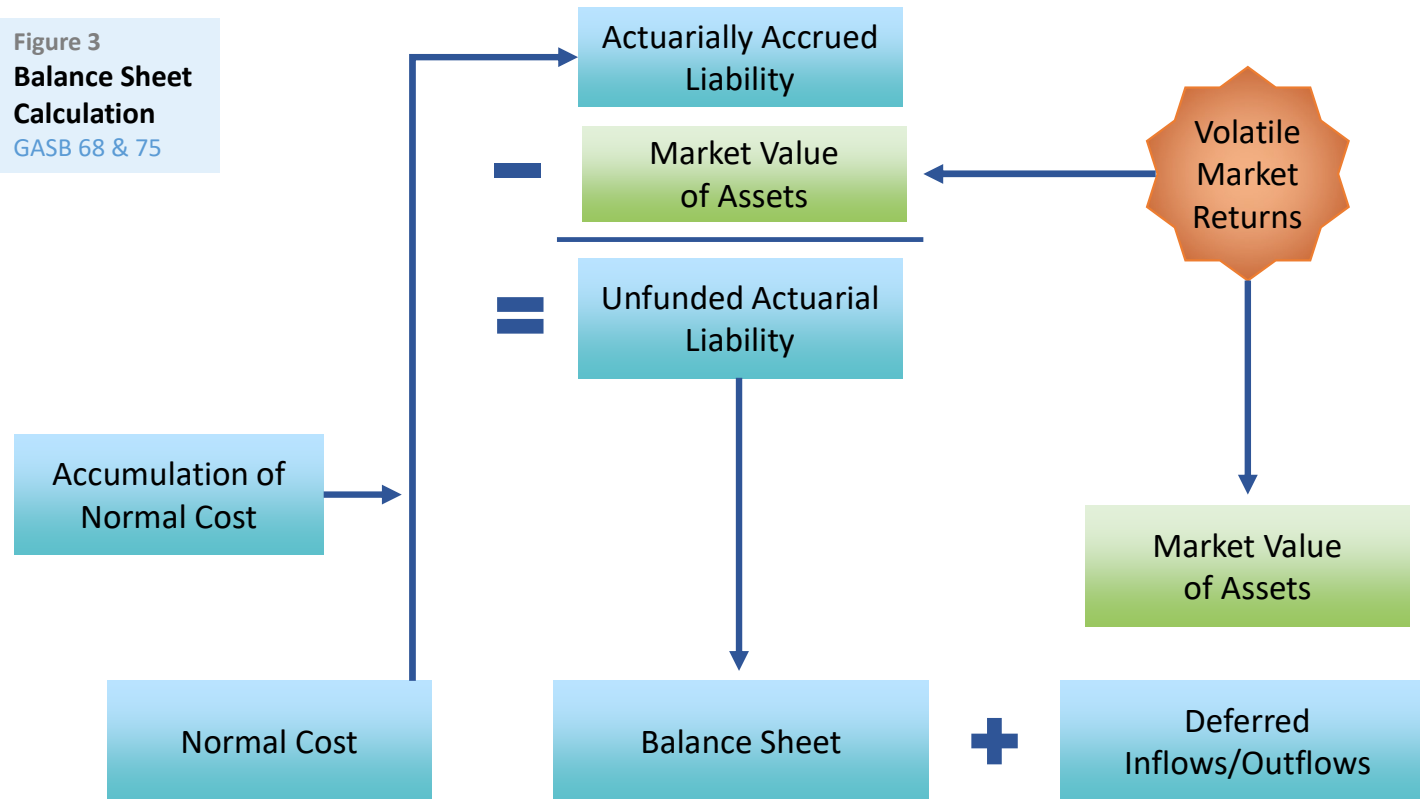 Figure 3
Balance Sheet
Calculation
GASB 68 & 75
Actuarially Accrued
Liability
Market Value
of Assets
Volatile
Market
Returns
Unfunded Actuarial
Liability
Accumulation of
Normal Cost
Market Value
of Assets
Normal Cost
Balance Sheet
Deferred
Inflows/Outflows